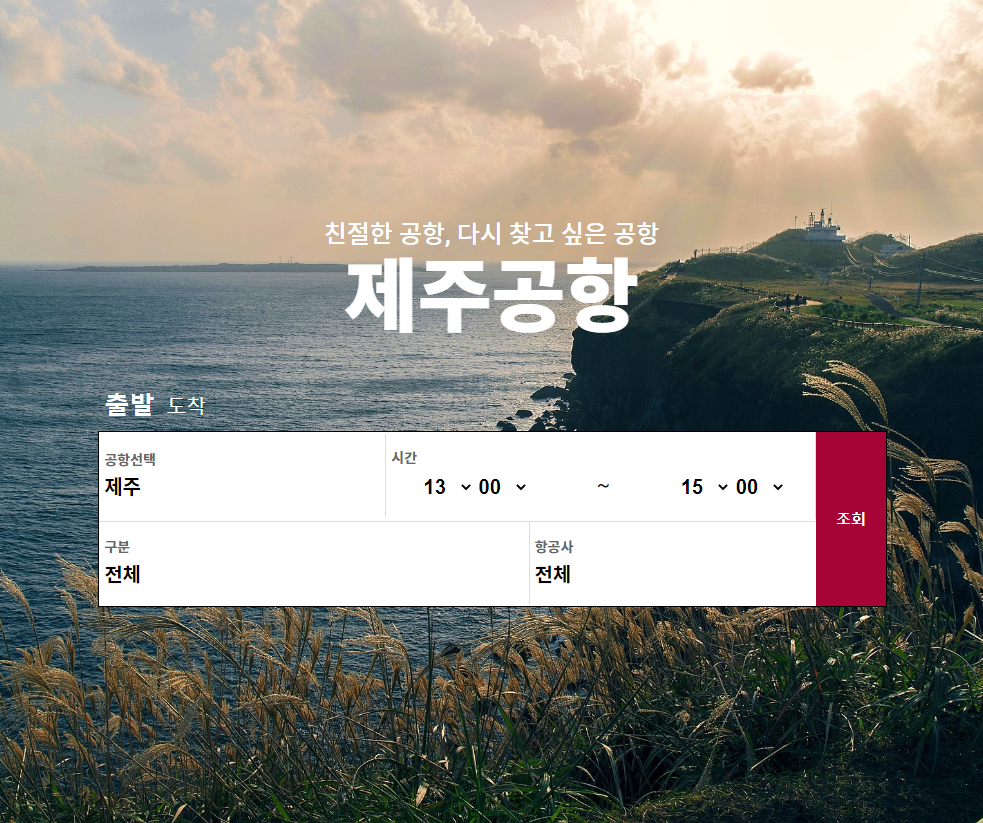 친절한 공항, 다시 찾고 싶은 공항
제주공항
출발 도착
공항선택
제주
시간
13 00 ~ 15 00
조회
구분
전체
항공사
전체